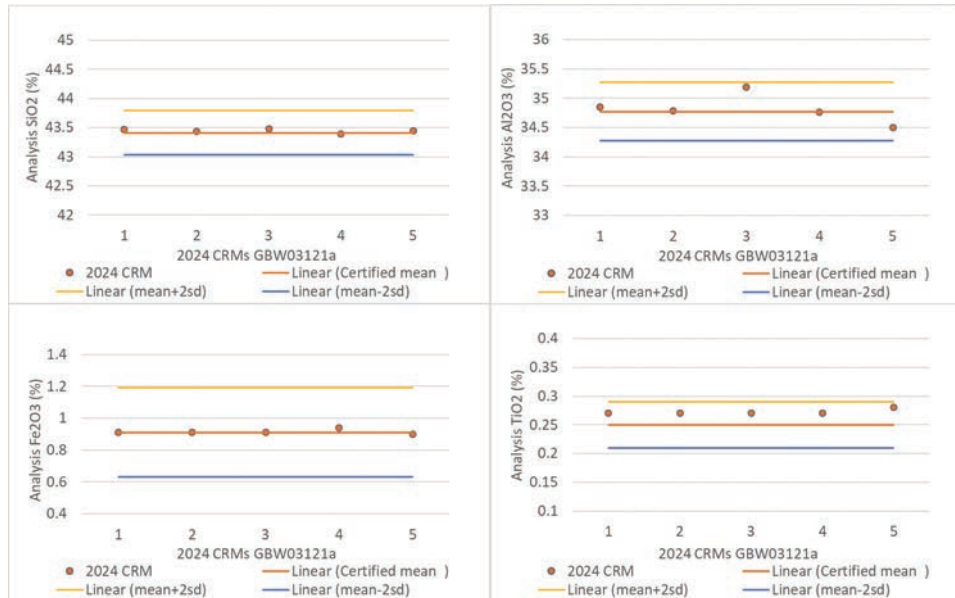 45
44.5
44
43.5
43
42.5
42
Analysis SiO2 (%)
1 2 3 4 5
2024 CRMs GBW03121a
2024 CRM Linear (Certified mean )
Linear (mean+2sd) Linear (mean-2sd)
36
35.5
35
34.5
34
33.5
33
Analysis Al2O3 (%)
1 2 3 4 5
2024 CRMs GBW03121a
2024 CRM Linear (Certified mean )
Linear (mean+2sd) Linear (mean-2sd)
1.4
1.2
1
0.8
0.6
0.4
Analysis Fe2O3 (%)
1 2 3 4 5
2024 CRMs GBW03121a
2024 CRM Linear (Certified mean )
Linear (mean+2sd) Linear (mean-2sd)
0.4
0.35
0.3
0.25
0.2
0.15
0.1
Analysis TiO2 (%)
1 2 3 4 5
2024 CRMs GBW03121a
2024 CRM Linear (Certified mean )
Linear (mean+2sd) Linear (mean-2sd)